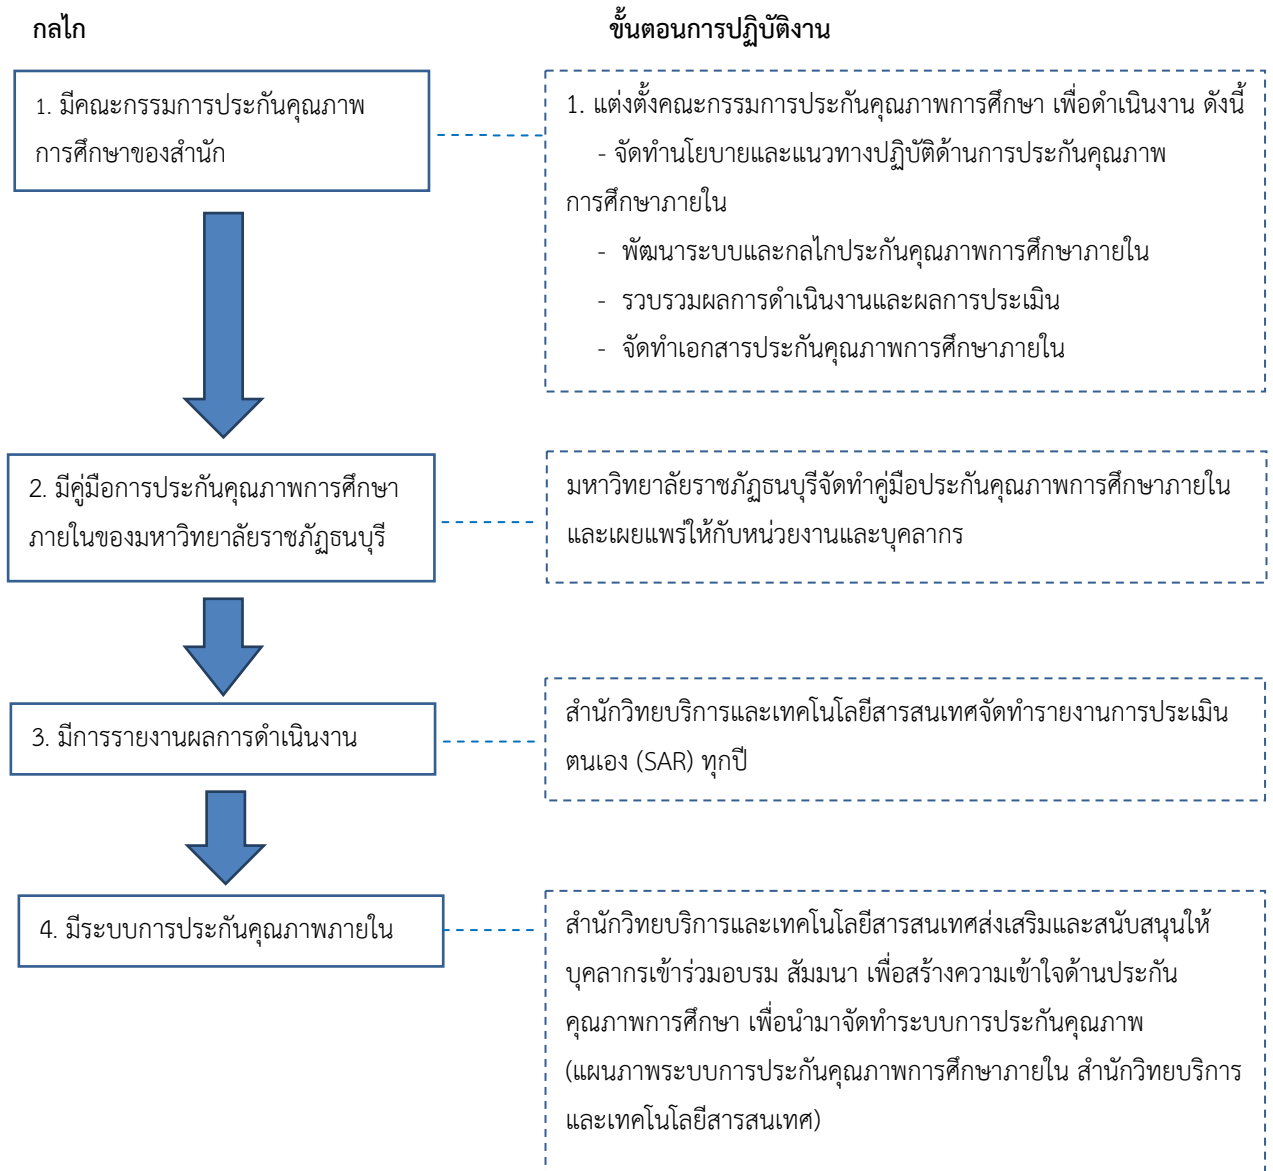 กลไก
ขั้นตอนการปฏิบัติงาน
1. มีคณะกรรมการประกันคุณภาพ
การศึกษาของสำนัก
1. แต่งตั้งคณะกรรมการประกันคุณภาพการศึกษา เพื่อดำเนินงาน ดังนี้
- จัดทำนโยบายและแนวทางปฏิบัติด้านการประกันคุณภาพ
การศึกษาภายใน
- พัฒนาระบบและกลไกประกันคุณภาพการศึกษาภายใน
- รวบรวมผลการดำเนินงานและผลการประเมิน
- จัดทำเอกสารประกันคุณภาพการศึกษาภายใน
2. มีคู่มือการประกันคุณภาพการศึกษา
ภายในของมหาวิทยาลัยราชภัฏธนบุรี
มหาวิทยาลัยราชภัฏธนบุรีจัดทำคู่มือประกันคุณภาพการศึกษาภายใน
และเผยแพร่ให้กับหน่วยงานและบุคลากร
3. มีการรายงานผลการดำเนินงาน
สำนักวิทยบริการและเทคโนโลยีสารสนเทศจัดทำรายงานการประเมิน
ตนเอง (SAR) ทุกปี
4. มีระบบการประกันคุณภาพภายใน
สำนักวิทยบริการและเทคโนโลยีสารสนเทศส่งเสริมและสนับสนุนให้
บุคลากรเข้าร่วมอบรม สัมมนา เพื่อสร้างความเข้าใจด้านประกัน
คุณภาพการศึกษา เพื่อนำมาจัดทำระบบการประกันคุณภาพ
(แผนภาพระบบการประกันคุณภาพการศึกษาภายใน สำนักวิทยบริการ
และเทคโนโลยีสารสนเทศ)